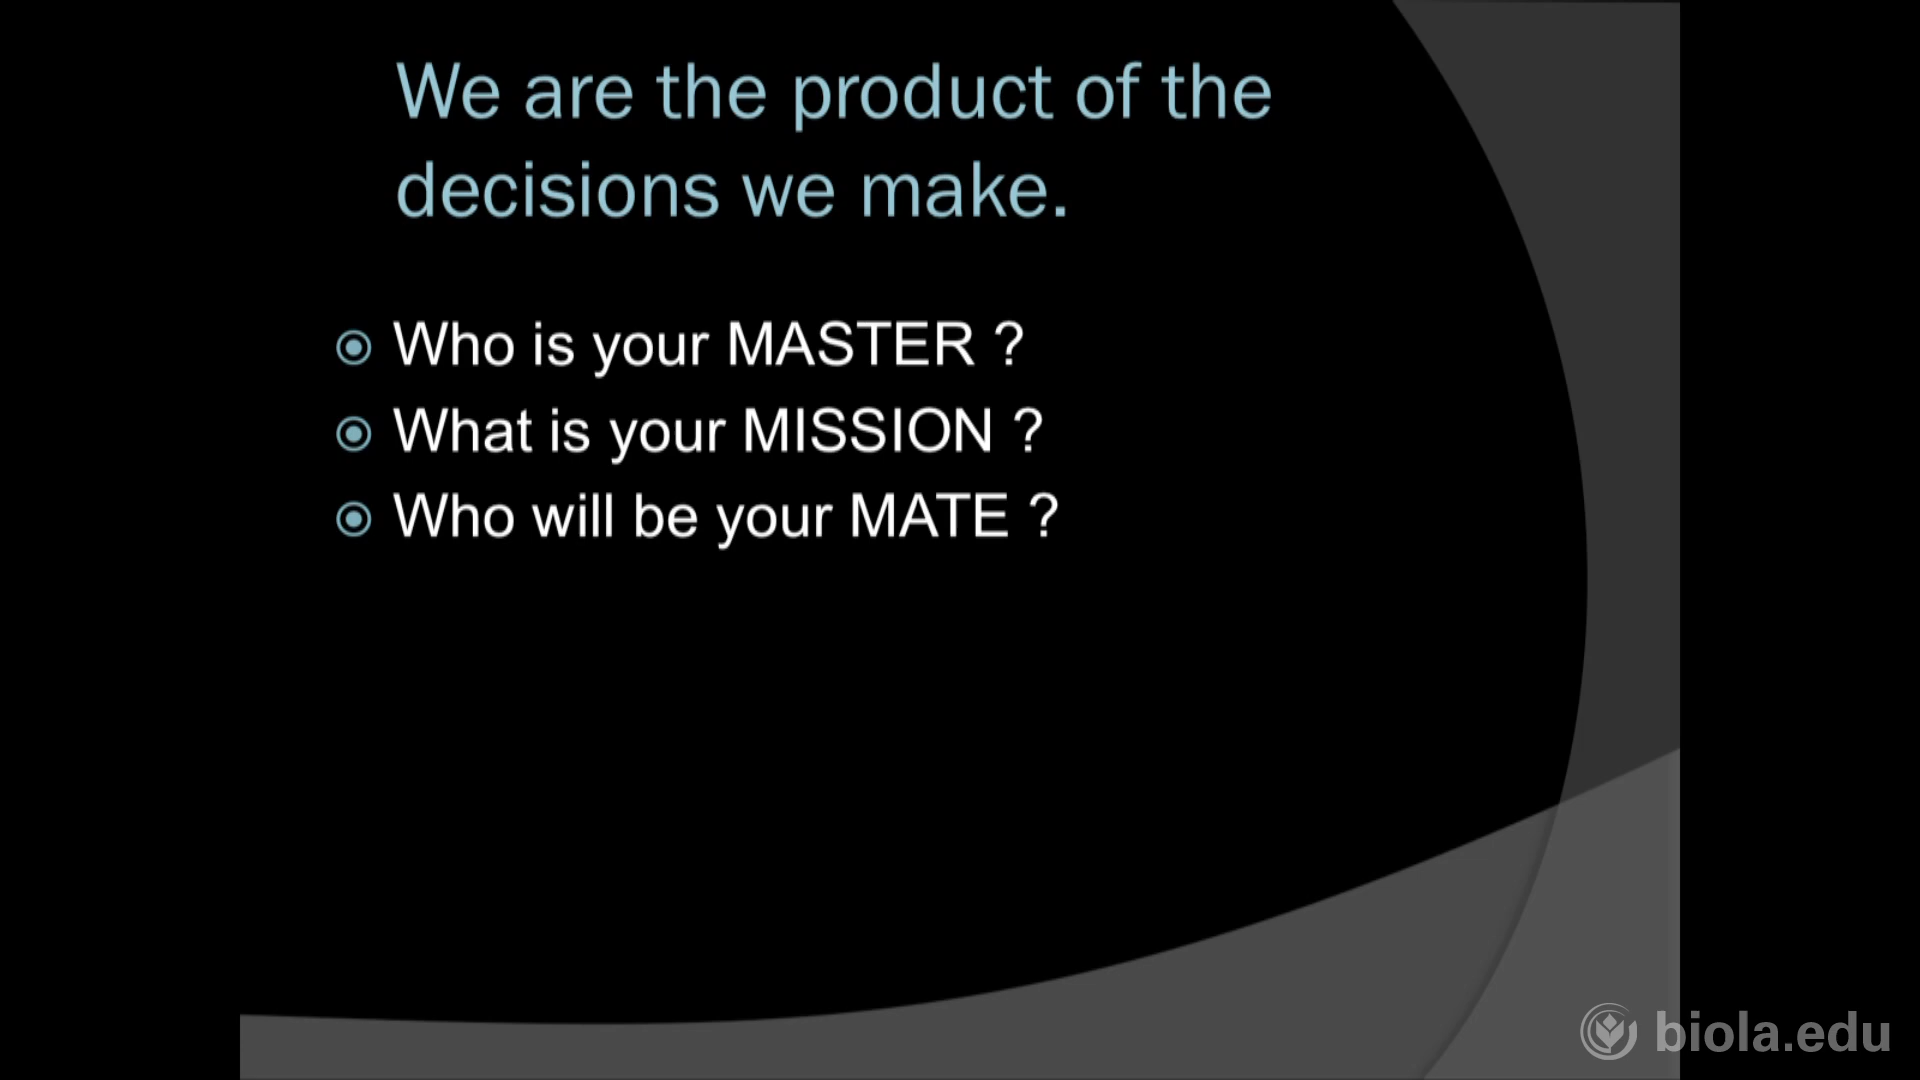 We are the product of the
decisions we make.
Who is your MASTER ?
What is your MISSION ?
Who will be your MATE ?
biola.edu